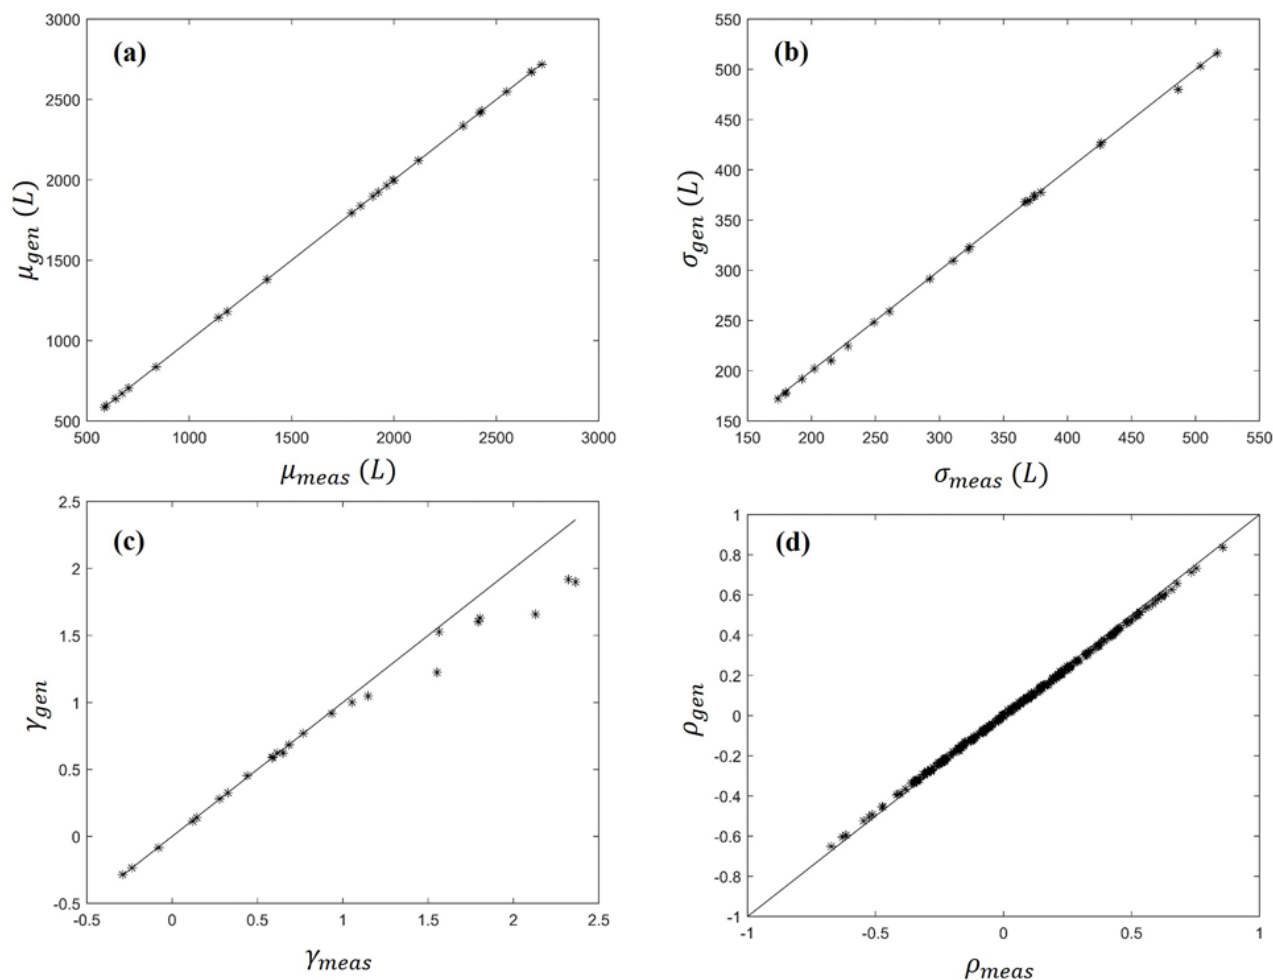 (a)
3000
2500
2000
1500
1000
500
500 1000 1500 2000 2500 3000
μgen (L)
μmeas (L)
(b)
550
500
450
400
350
300
250
200
150
150 200 250 300 350 400 450 500 550
σgen (L)
σmeas (L)
(c)
2.5
2
1.5
1
0.5
0
-0.5
-0.5 0 0.5 1 1.5 2 2.5
γgen
γmeas
(d)
1
0.8
0.6
0.4
0.2
0
-0.2
-0.4
-0.6
-0.8
-1
-1 -0.5 0 0.5 1
ρgen
ρmeas